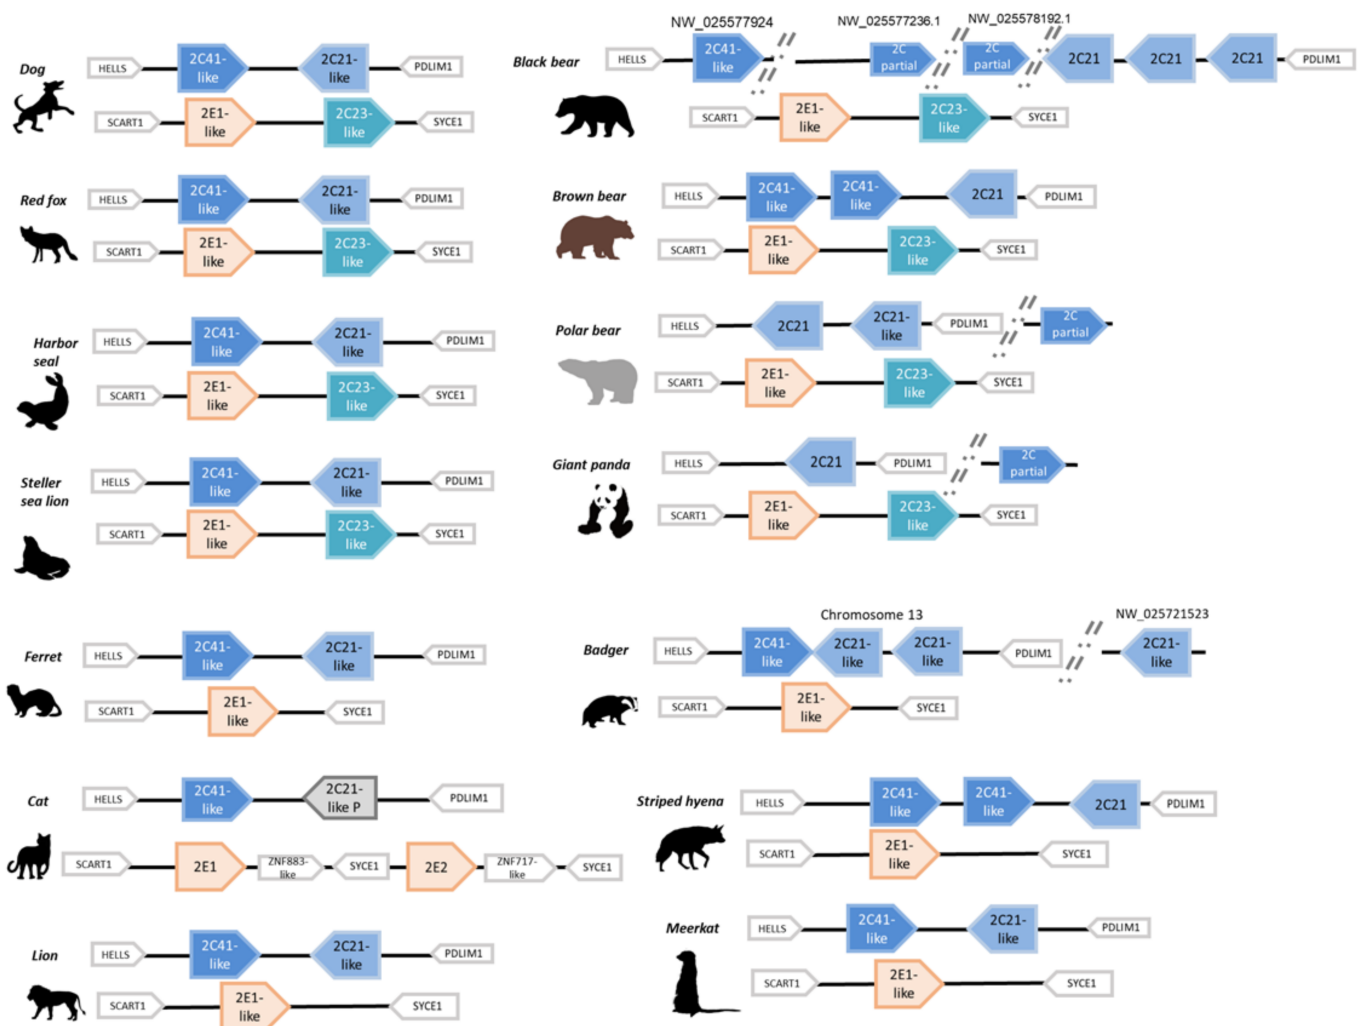 Dog
HELLS
2C41-
like
2C21-
like
PDLIM1
SCART1
2E1-
like
2C23-
like
SYCE1
Red fox
HELLS
2C41-
like
2C21-
like
PDLIM1
SCART1
2E1-
like
2C23-
like
SYCE1
Harbor
seal
HELLS
2C41-
like
2C21-
like
PDLIM1
SCART1
2E1-
like
2C23-
like
SYCE1
Steller
sea lion
HELLS
2C41-
like
2C21-
like
PDLIM1
SCART1
2E1-
like
2C23-
like
SYCE1
Ferret
HELLS
2C41-
like
2C21-
like
PDLIM1
SCART1
2E1-
like
SYCE1
Cat
HELLS
2C41-
like
2C21-
like P
PDLIM1
SCART1
2E1
ZNF883-
like
SYCE1
2E2
ZNF717-
like
SYCE1
Lion
HELLS
2C41-
like
2C21-
like
PDLIM1
SCART1
2E1-
like
SYCE1
NW_025577924
NW_025577236.1
NW_025578192.1
Black bear
HELLS
2C41-
like
2C
partial
2C
partial
2C21
2C21
2C21
PDLIM1
SCART1
2E1-
like
2C23-
like
SYCE1
Brown bear
HELLS
2C41-
like
2C41-
like
2C21
PDLIM1
SCART1
2E1-
like
2C23-
like
SYCE1
Polar bear
HELLS
2C21
2C21-
like
PDLIM1
2C
partial
SCART1
2E1-
like
2C23-
like
SYCE1
Giant panda
HELLS
2C21
PDLIM1
2C
partial
SCART1
2E1-
like
2C23-
like
SYCE1
Chromosome 13
NW_025721523
Badger
HELLS
2C41-
like
2C21-
like
2C21-
like
PDLIM1
2C21-
like
SCART1
2E1-
like
SYCE1
Striped hyena
HELLS
2C41-
like
2C41-
like
2C21
PDLIM1
SCART1
2E1-
like
SYCE1
Meerkat
HELLS
2C41-
like
2C21-
like
PDLIM1
SCART1
2E1-
like
SYCE1